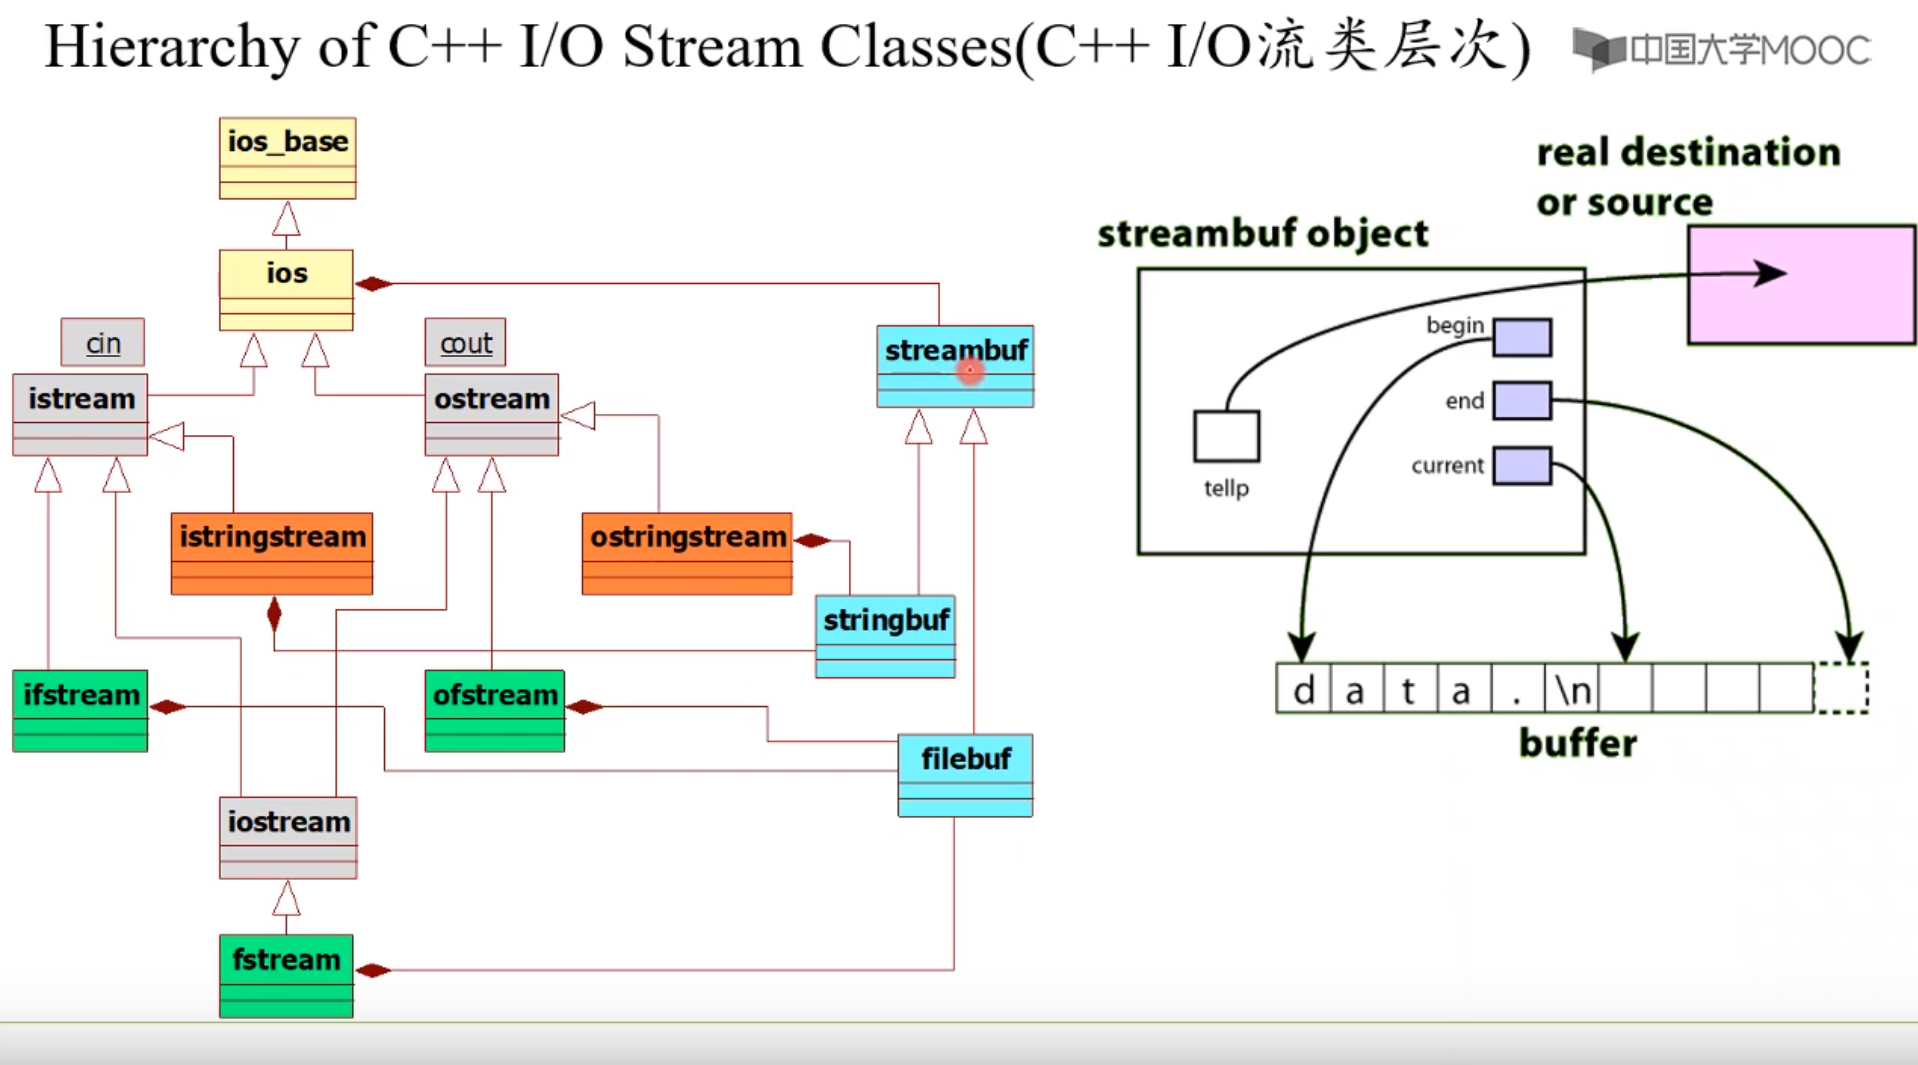 Hierarchy of C++ I/O Stream Classes(C++ I/O流类层次)
中国大学MOOC
ios_base
ios
cin
cout
istream
ostream
streambuf
istringstream
ostringstream
stringbuf
ifstream
ofstream
filebuf
iostream
fstream
real destination
or source
streambuf object
begin
end
current
tellp
d a t a . \n
buffer